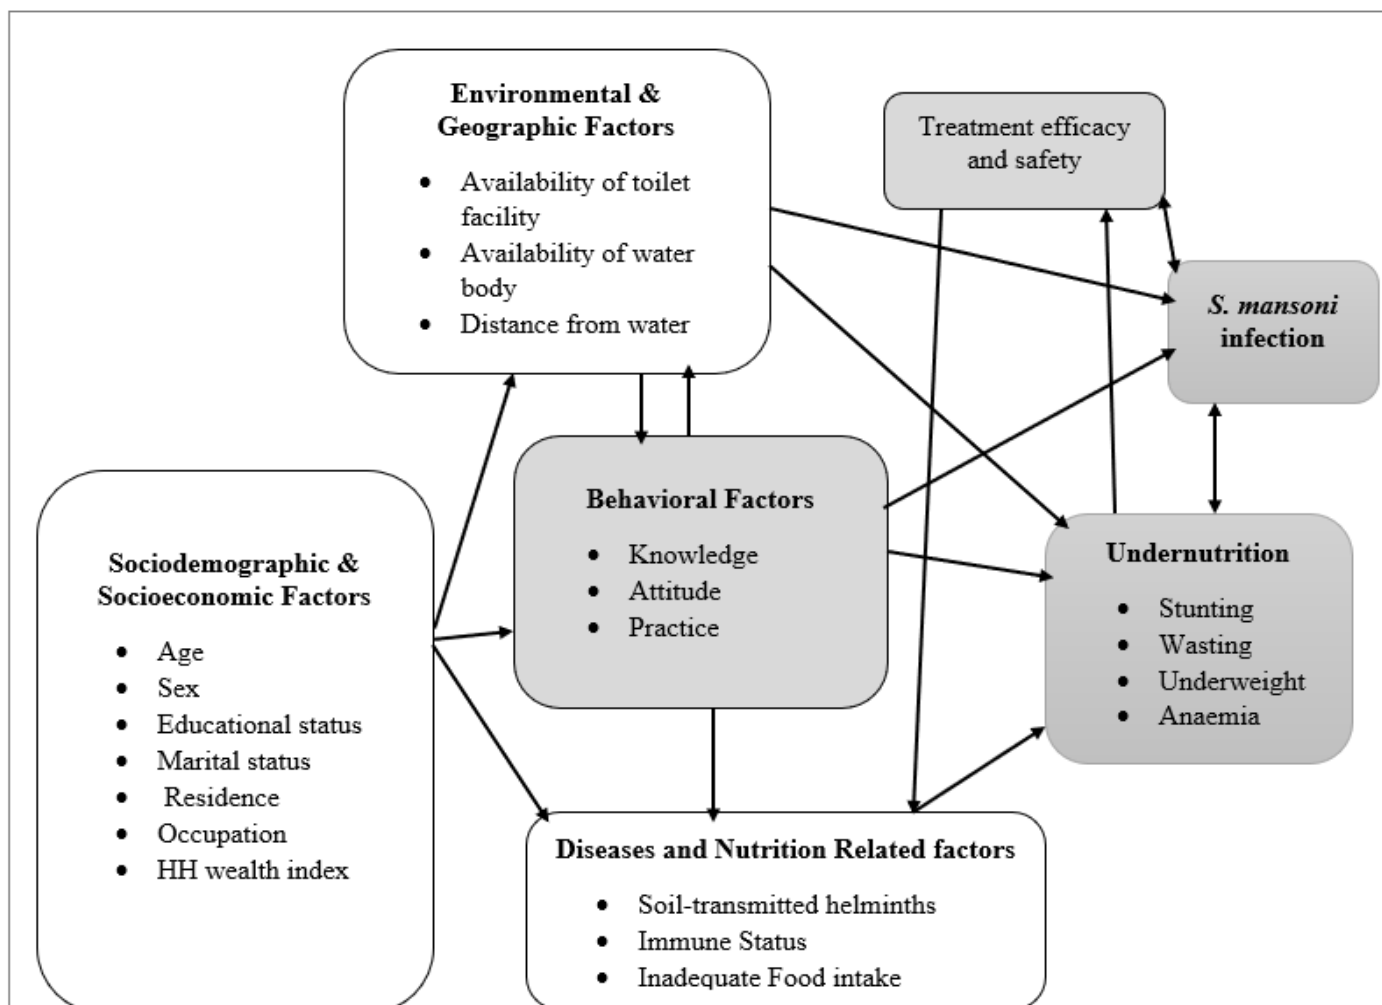 Environmental &
Geographic Factors
• Availability of toilet
facility
• Availability of water
body
• Distance from water
Treatment efficacy
and safety
S. mansoni
infection
Behavioral Factors
• Knowledge
• Attitude
• Practice
Sociodemographic &
Socioeconomic Factors
• Age
• Sex
• Educational status
• Marital status
• Residence
• Occupation
• HH wealth index
Undernutrition
• Stunting
• Wasting
• Underweight
• Anaemia
Diseases and Nutrition Related factors
• Soil-transmitted helminths
• Immune Status
• Inadequate Food intake